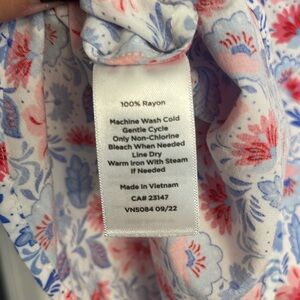 100% Rayon
Machine Wash Cold
Gentle Cycle
Only Non-Chlorine
Bleach When Needed
Line Dry
Warm Iron With Steam
If Needed
Made in Vietnam
CA# 23147
VN5084 09/22